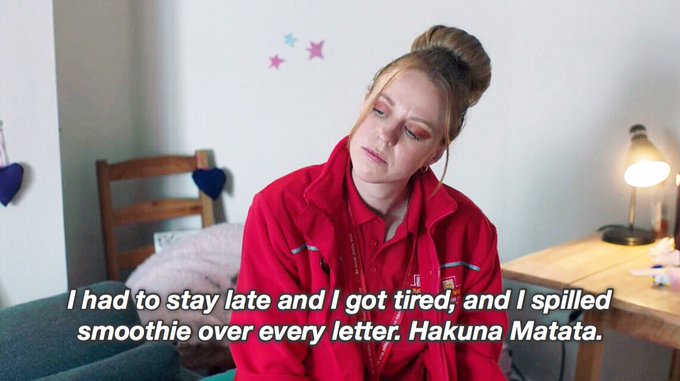 I had to stay late and I got tired, and I spilled
smoothie over every letter. Hakuna Matata.